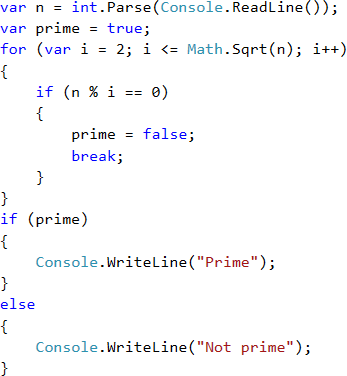 var n = int.Parse(Console.ReadLine());
var prime = true;
for (var i = 2; i <= Math.Sqrt(n); i++)
{
    if (n % i == 0)
    {
        prime = false;
        break;
    }
}
if (prime)
{
    Console.WriteLine("Prime");
}
else
{
    Console.WriteLine("Not prime");
}